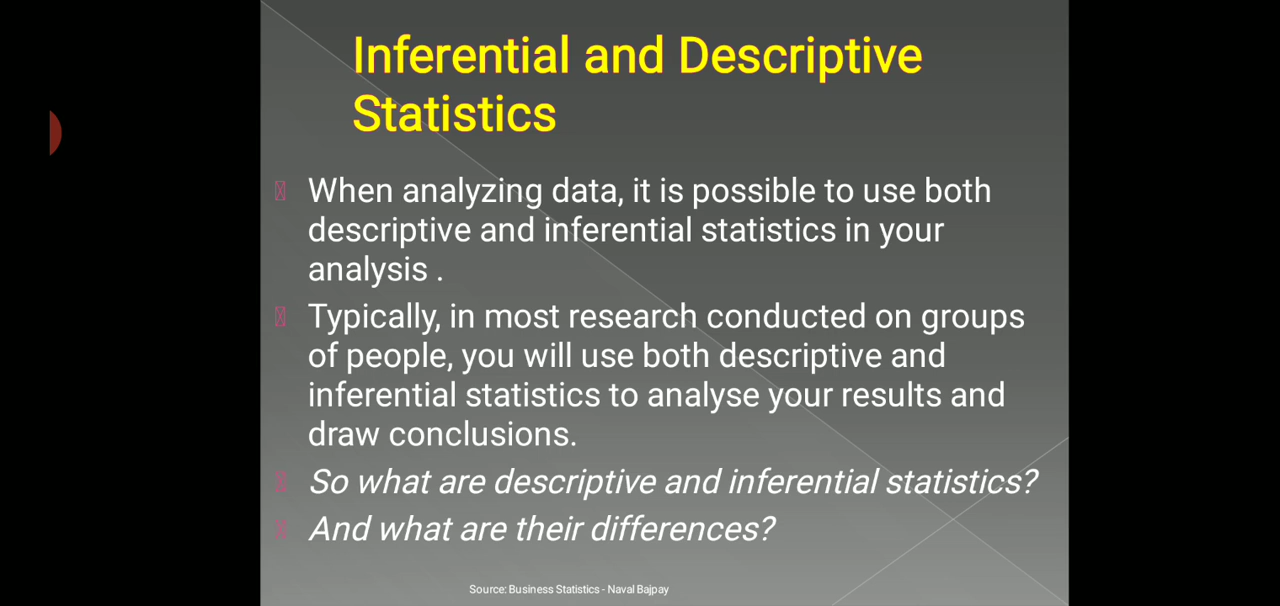 Inferential and Descriptive
Statistics
When analyzing data, it is possible to use both
descriptive and inferential statistics in your
analysis .
Typically, in most research conducted on groups
of people, you will use both descriptive and
inferential statistics to analyse your results and
draw conclusions.
So what are descriptive and inferential statistics?
And what are their differences?
Source: Business Statistics - Naval Bajpay